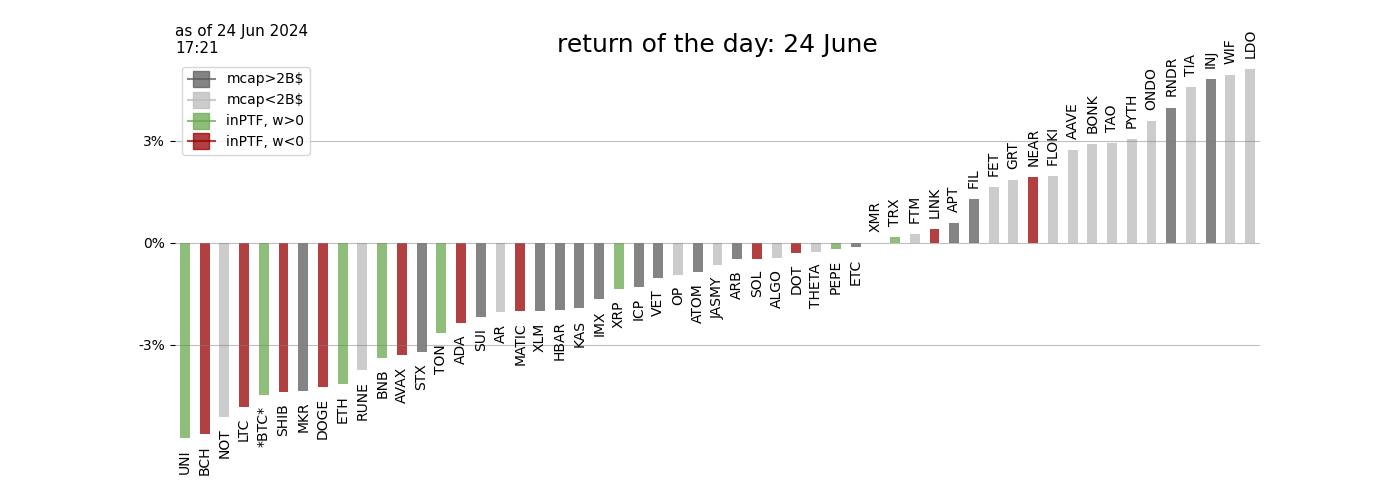 as of 24 Jun 2024
17:21
return of the day: 24 June
mcap>2B$
mcap<2B$
inPTF, w>0
inPTF, w<0
3%
0%
-3%
UNI
BCH
NOT
LTC
*BTC*
SHIB
MKR
DOGE
ETH
RUNE
BNB
AVAX
STX
TON
ADA
SUI
AR
MATIC
XLM
HBAR
KAS
IMX
XRP
ICP
VET
OP
ATOM
JASMY
ARB
SOL
ALGO
DOT
THETA
PEPE
ETC
XMR
TRX
FTM
LINK
APT
FIL
FET
GRT
NEAR
FLOKI
AAVE
BONK
TAO
PYTH
ONDO
RNDR
TIA
INJ
WIF
LDO